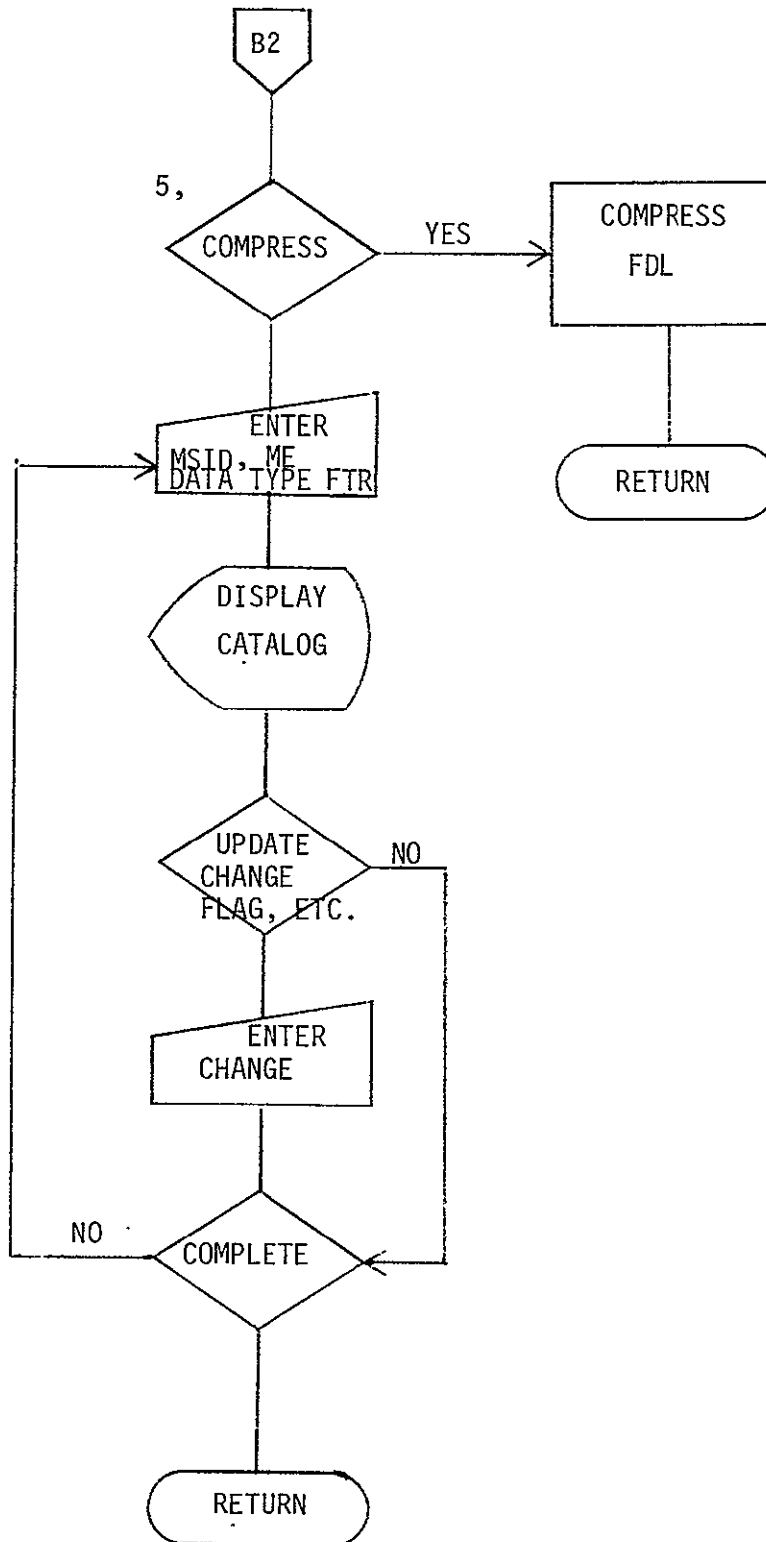 B2
5,
COMPRESS
YES
COMPRESS
FDL
RETURN
ENTER
MSID, ME
DATA TYPE FTR
DISPLAY
CATALOG
UPDATE
CHANGE
FLAG, ETC.
NO
ENTER
CHANGE
NO
COMPLETE
RETURN